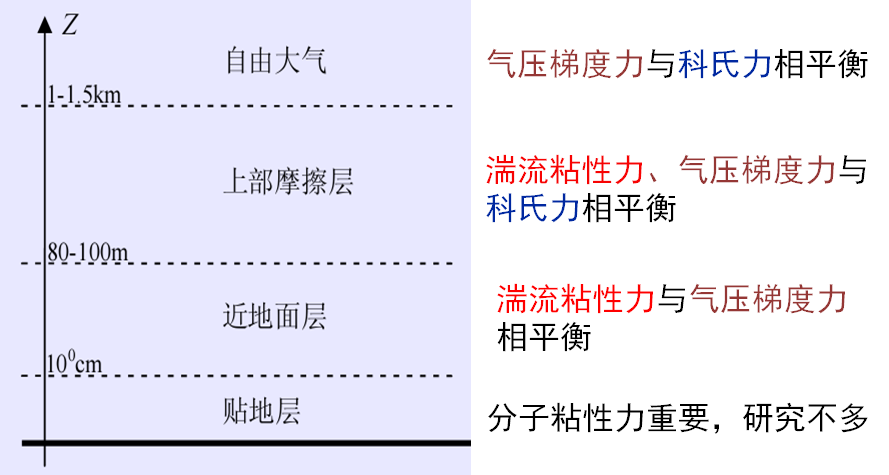 Z
自由大气
气压梯度力与科氏力相平衡
1-1.5km
上部摩擦层
湍流粘性力、气压梯度力与
科氏力相平衡
80-100m
近地面层
湍流粘性力与气压梯度力
相平衡
10⁰cm
贴地层
分子粘性力重要，研究不多